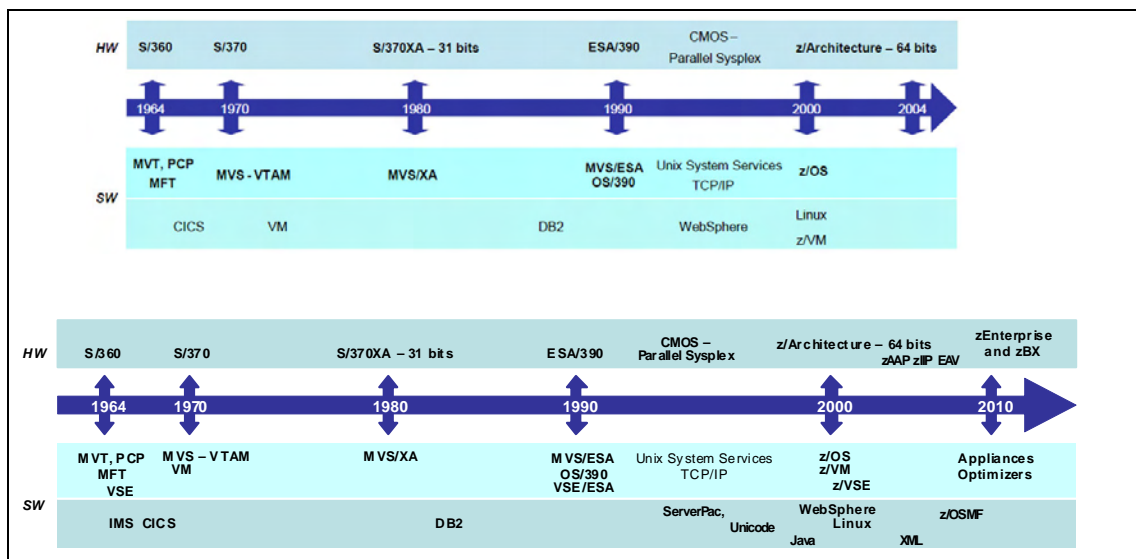 HW S/360 S/370 S/370XA – 31 bits ESA/390 CMOS –
Parallel Sysplex z/Architecture – 64 bits
1964 1970 1980 1990 2000 2004
SW MVT, PCP
MFT MVS - VTAM MVS/XA MVS/ESA
OS/390 Unix System Services
TCP/IP z/OS
CICS VM DB2 WebSphere Linux
z/VM
HW S/360 S/370 S/370XA – 31 bits ESA/390 CMOS –
Parallel Sysplex z/Architecture – 64 bits
zAAP zIIP EAV zEnterprise
and zBX
1964 1970 1980 1990 2000 2010
SW MVT, PCP
MFT
VSE MVS – VTAM
VM MVS/XA MVS/ESA
OS/390
VSE/ESA Unix System Services
TCP/IP z/OS
z/VM
z/VSE Appliances
Optimizers
IMS CICS DB2 ServerPac,
Unicode WebSphere
Linux
Java XML z/OSMF